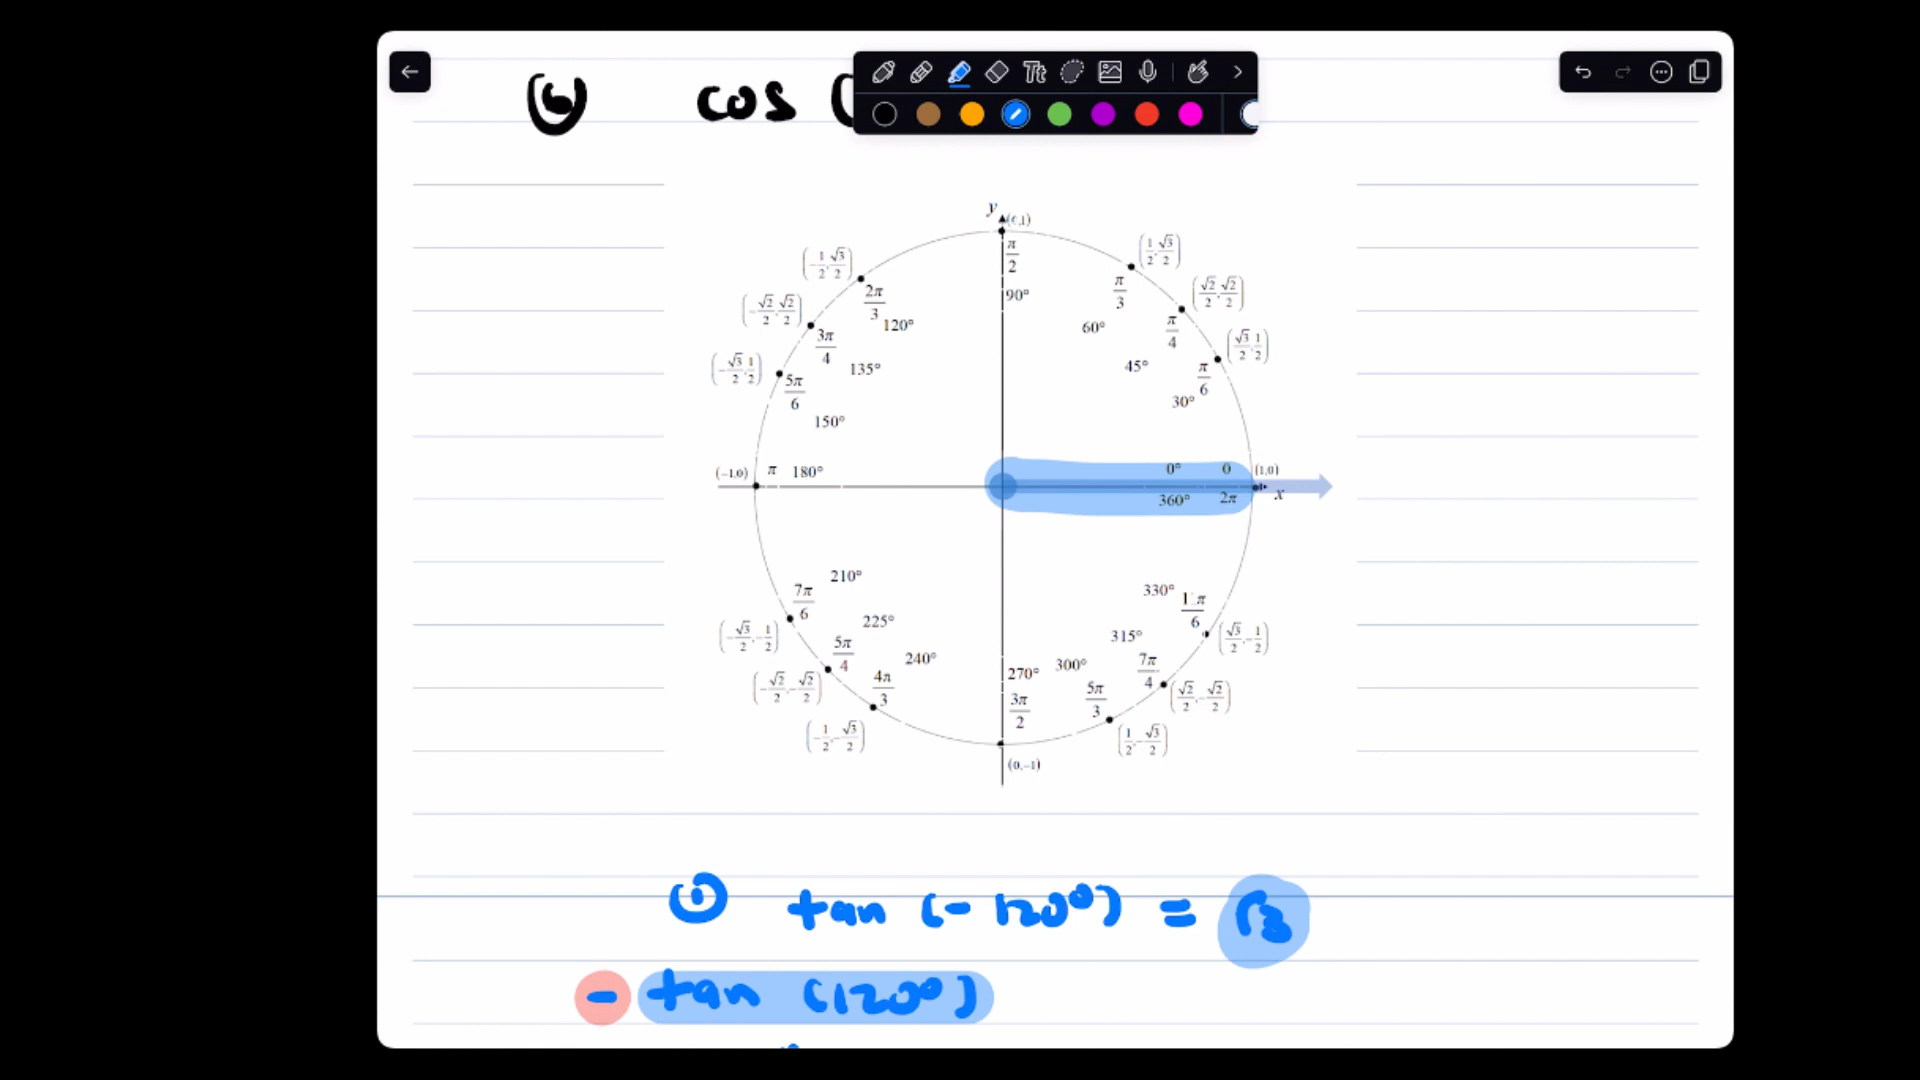 ⑥ cos (
y
(0,1)
π/2
90°
(1/2, √3/2)
π/3
60°
(√2/2, √2/2)
π/4
45°
(√3/2, 1/2)
π/6
30°
(-1/2, √3/2)
2π/3
120°
(-√2/2, √2/2)
3π/4
135°
(-√3/2, 1/2)
5π/6
150°
(-1,0) π 180°
0° 0 (1,0)
360° 2π x
210°
7π/6
(-√3/2, -1/2)
225°
5π/4
(-√2/2, -√2/2)
240°
4π/3
(-1/2, -√3/2)
270°
3π/2
(0,-1)
300°
5π/3
(1/2, -√3/2)
315°
7π/4
(√2/2, -√2/2)
330°
11π/6
(√3/2, -1/2)
① tan (-120°) = √3
- tan (120°)
Tt